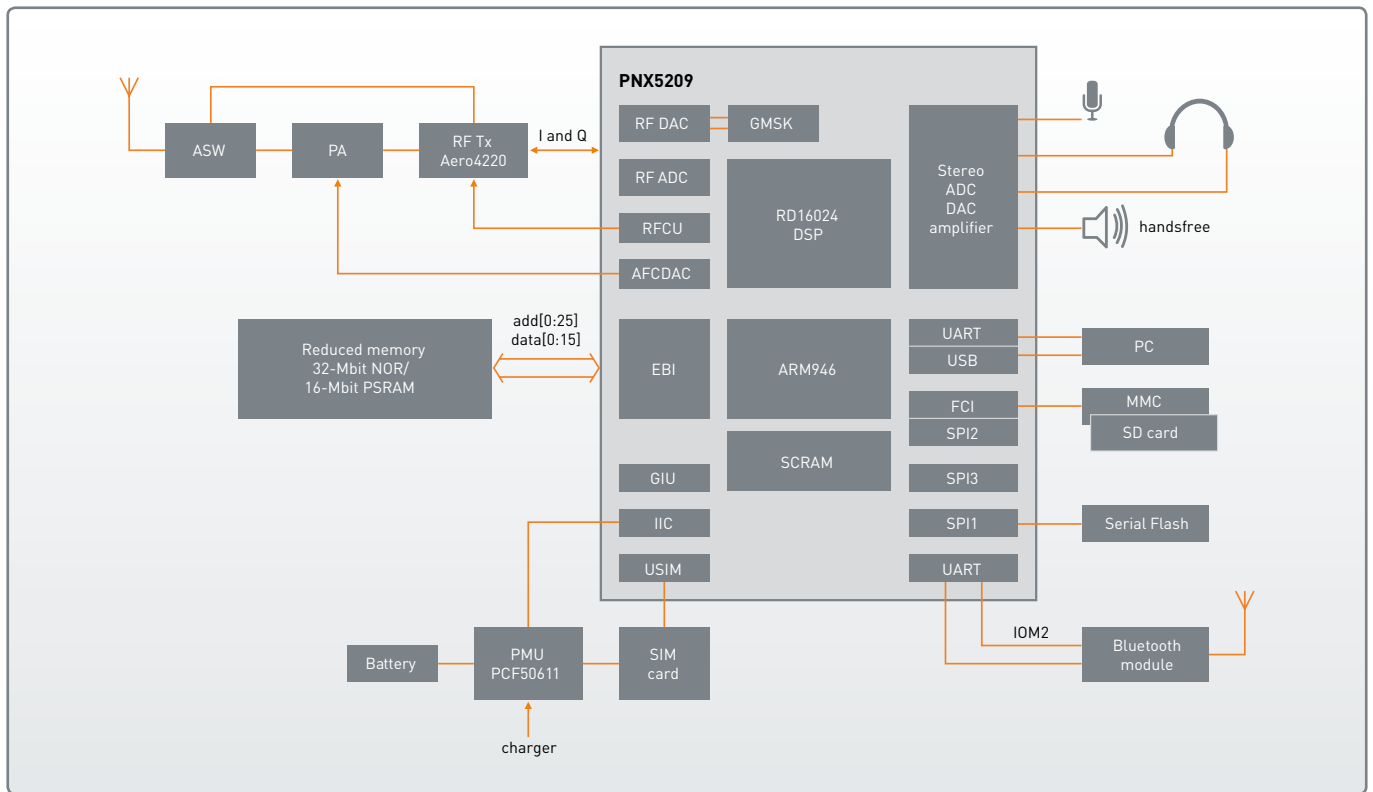 PNX5209
ASW
PA
RF Tx
Aero4220
I and Q
RF DAC
GMSK
RF ADC
RFCU
AFCDAC
RD16024
DSP
Stereo
ADC
DAC
amplifier
handsfree
Reduced memory
32-Mbit NOR/
16-Mbit PSRAM
add[0:25]
data[0:15]
EBI
ARM946
SCRAM
GIU
IIC
USIM
UART
USB
PC
FCI
SPI2
MMC
SD card
SPI3
SPI1
Serial Flash
UART
IOM2
Bluetooth
module
Battery
PMU
PCF50611
SIM
card
charger